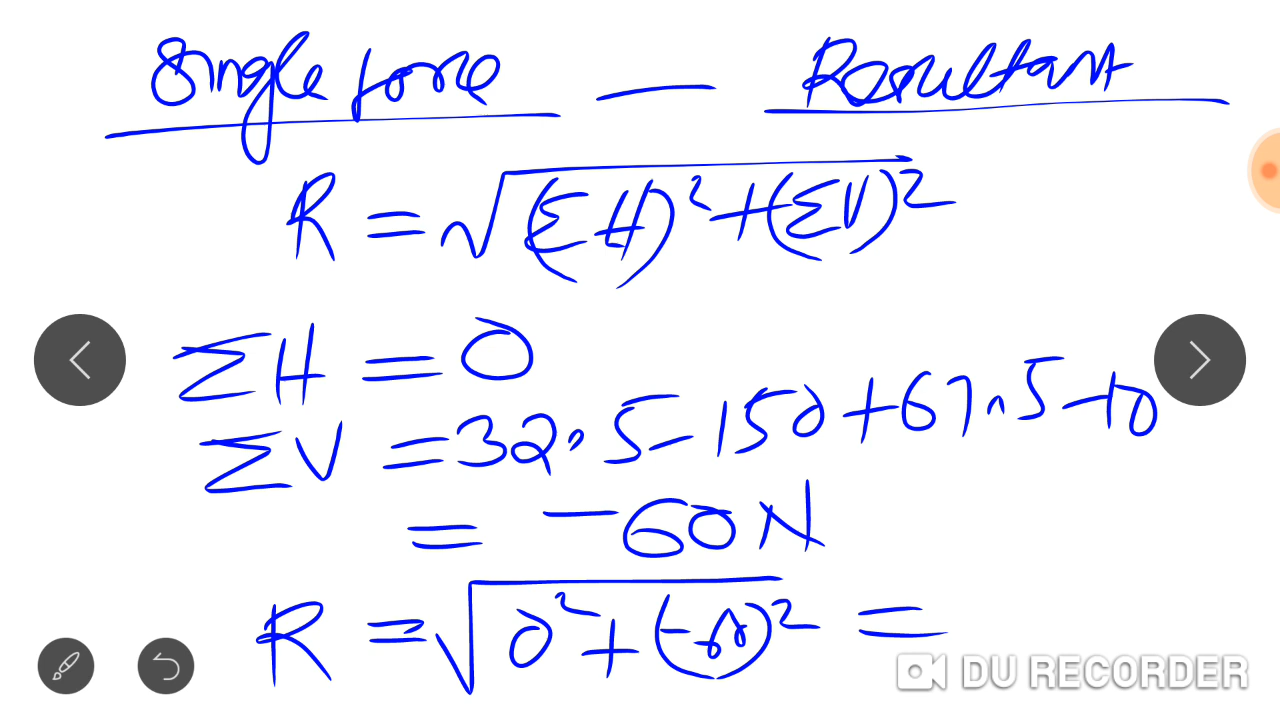 Single force — Resultant
R = √(ΣH)²+(ΣV)²
ΣH = 0
ΣV = 32.5-150+67.5-10
= -60N
R = √0²+(-60)² =
DU RECORDER